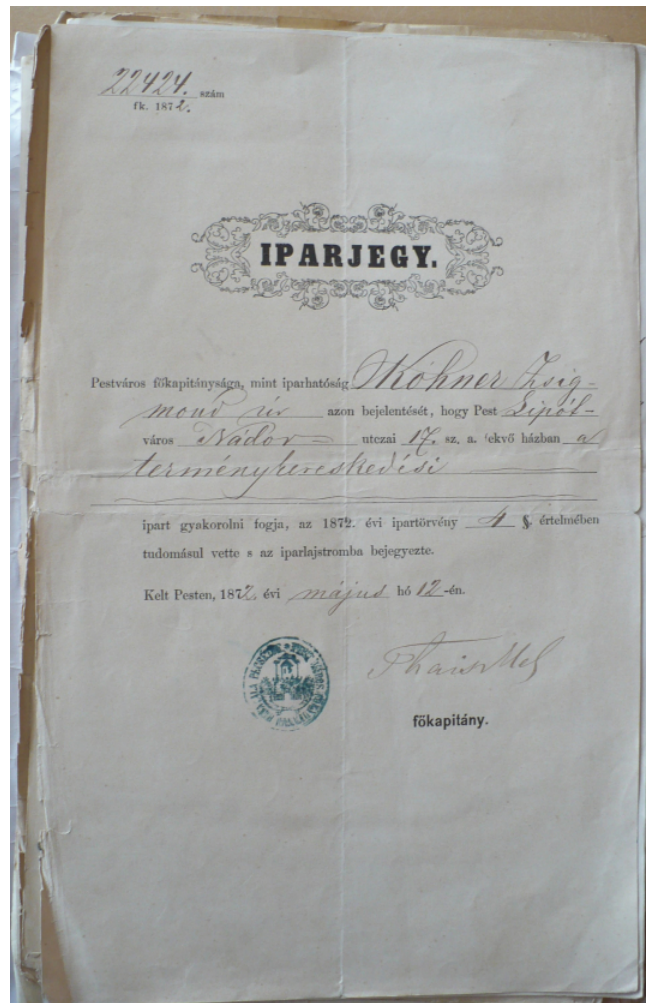 22424. szám
fk. 1872.
IPARJEGY.
Pestváros főkapitánysága, mint iparhatóság Kohner Zsig-
mond úr azon bejelentését, hogy Pest Lipót-
város Nádor utczai 17. sz. a. fekvő házban a
terménykereskedési
ipart gyakorolni fogja, az 1872. évi ipartörvény 4 § értelmében
tudomásul vette s az iparlajstromba bejegyezte.
Kelt Pesten, 1872. évi május hó 12-én.
Thaisz
főkapitány.